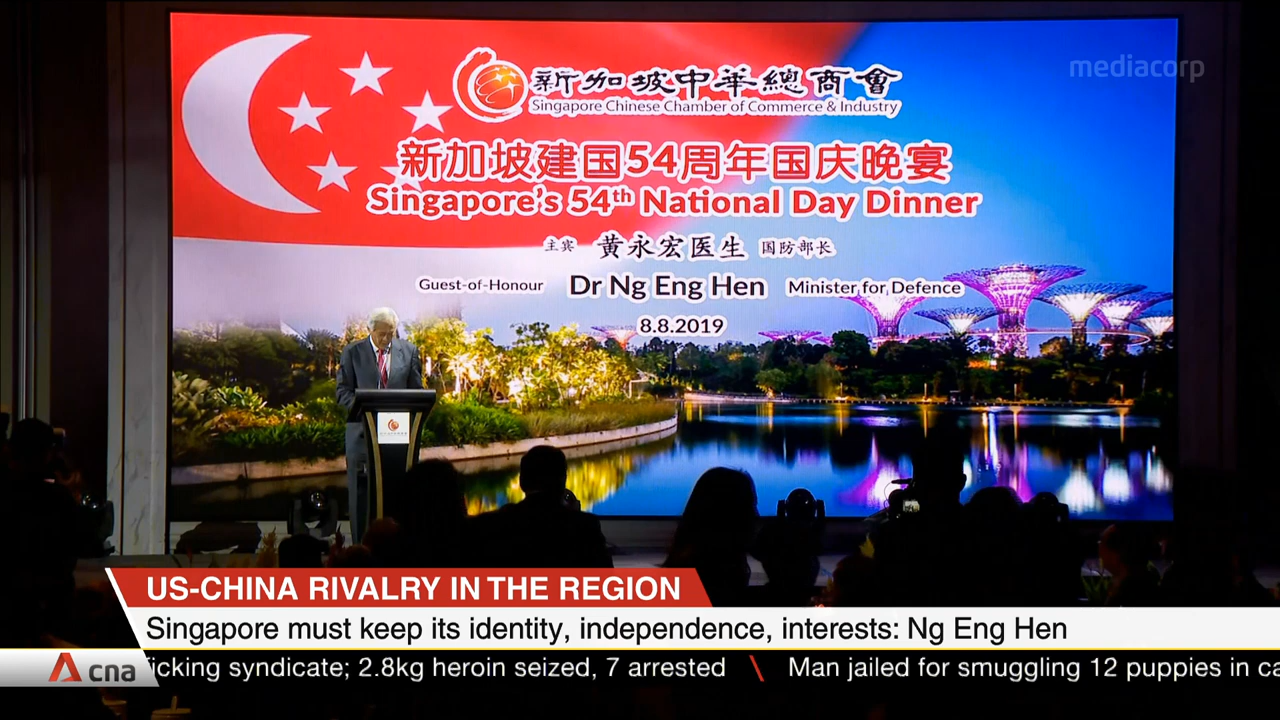 mediacorp
新加坡中华總商會
Singapore Chinese Chamber of Commerce & Industry
新加坡建国54周年国庆晚宴
Singapore's 54th National Day Dinner
主宾 黄永宏医生 国防部长
Guest-of-Honour Dr Ng Eng Hen Minister for Defence
8.8.2019
US-CHINA RIVALRY IN THE REGION
Singapore must keep its identity, independence, interests: Ng Eng Hen
cna
icking syndicate; 2.8kg heroin seized, 7 arrested \ Man jailed for smuggling 12 puppies in ca